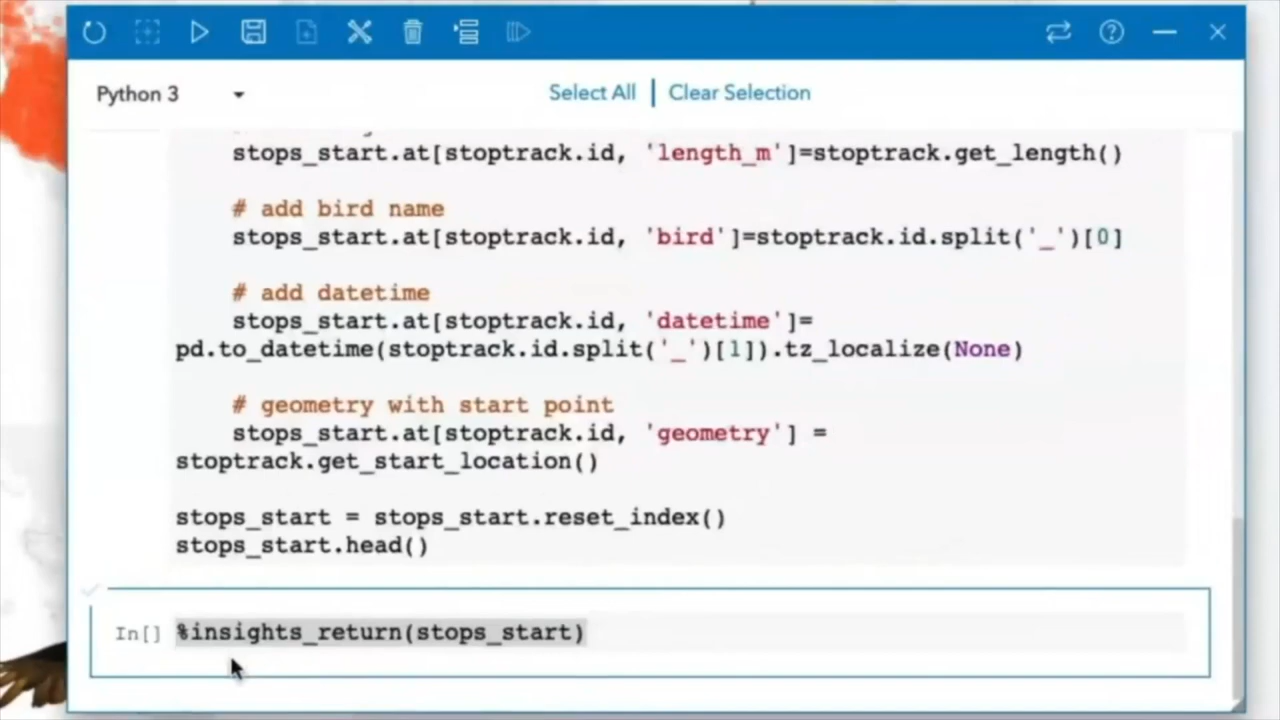 Python 3
Select All | Clear Selection
stops_start.at[stoptrack.id, 'length_m']=stoptrack.get_length()
# add bird name
stops_start.at[stoptrack.id, 'bird']=stoptrack.id.split('_')[0]
# add datetime
stops_start.at[stoptrack.id, 'datetime']=
pd.to_datetime(stoptrack.id.split('_')[1]).tz_localize(None)
# geometry with start point
stops_start.at[stoptrack.id, 'geometry'] =
stoptrack.get_start_location()
stops_start = stops_start.reset_index()
stops_start.head()
In[] %insights_return(stops_start)